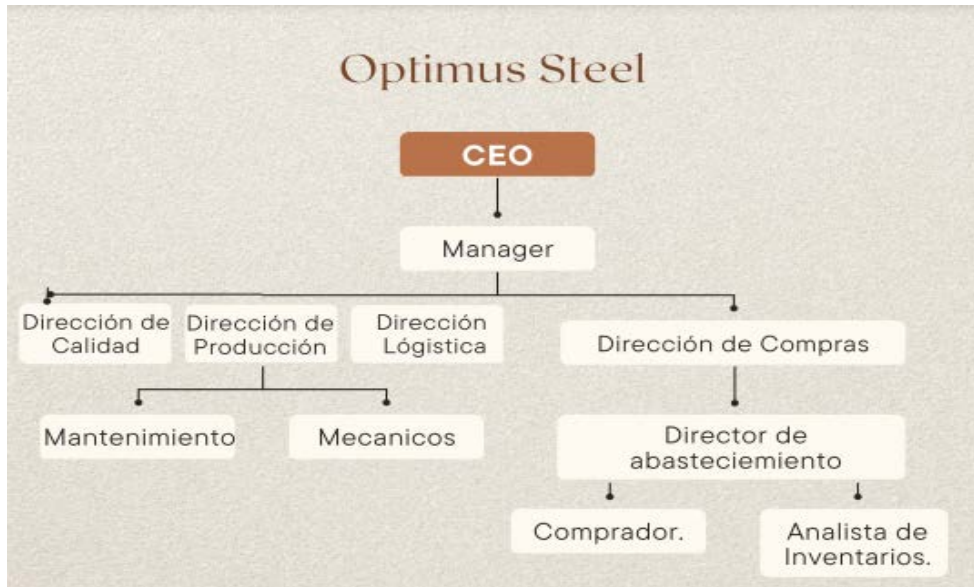 Optimus Steel
CEO
Manager
Dirección de
Calidad
Dirección de
Producción
Dirección
Lógistica
Dirección de Compras
Mantenimiento
Mecanicos
Director de
abasteciemiento
Comprador.
Analista de
Inventarios.